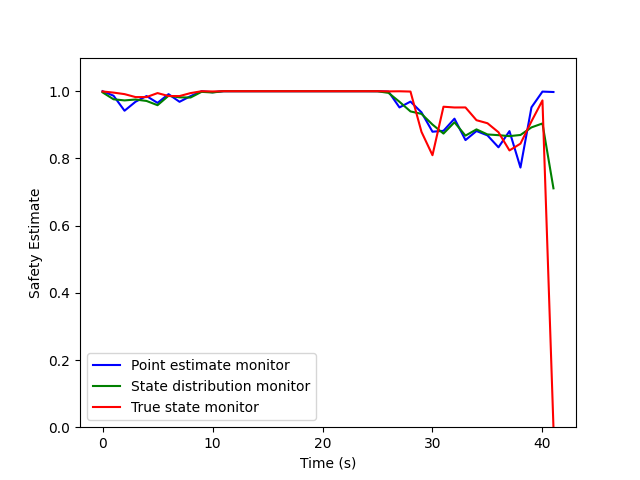 1.0
0.8
0.6
0.4
0.2
0.0
Safety Estimate
Point estimate monitor
State distribution monitor
True state monitor
0 10 20 30 40
Time (s)